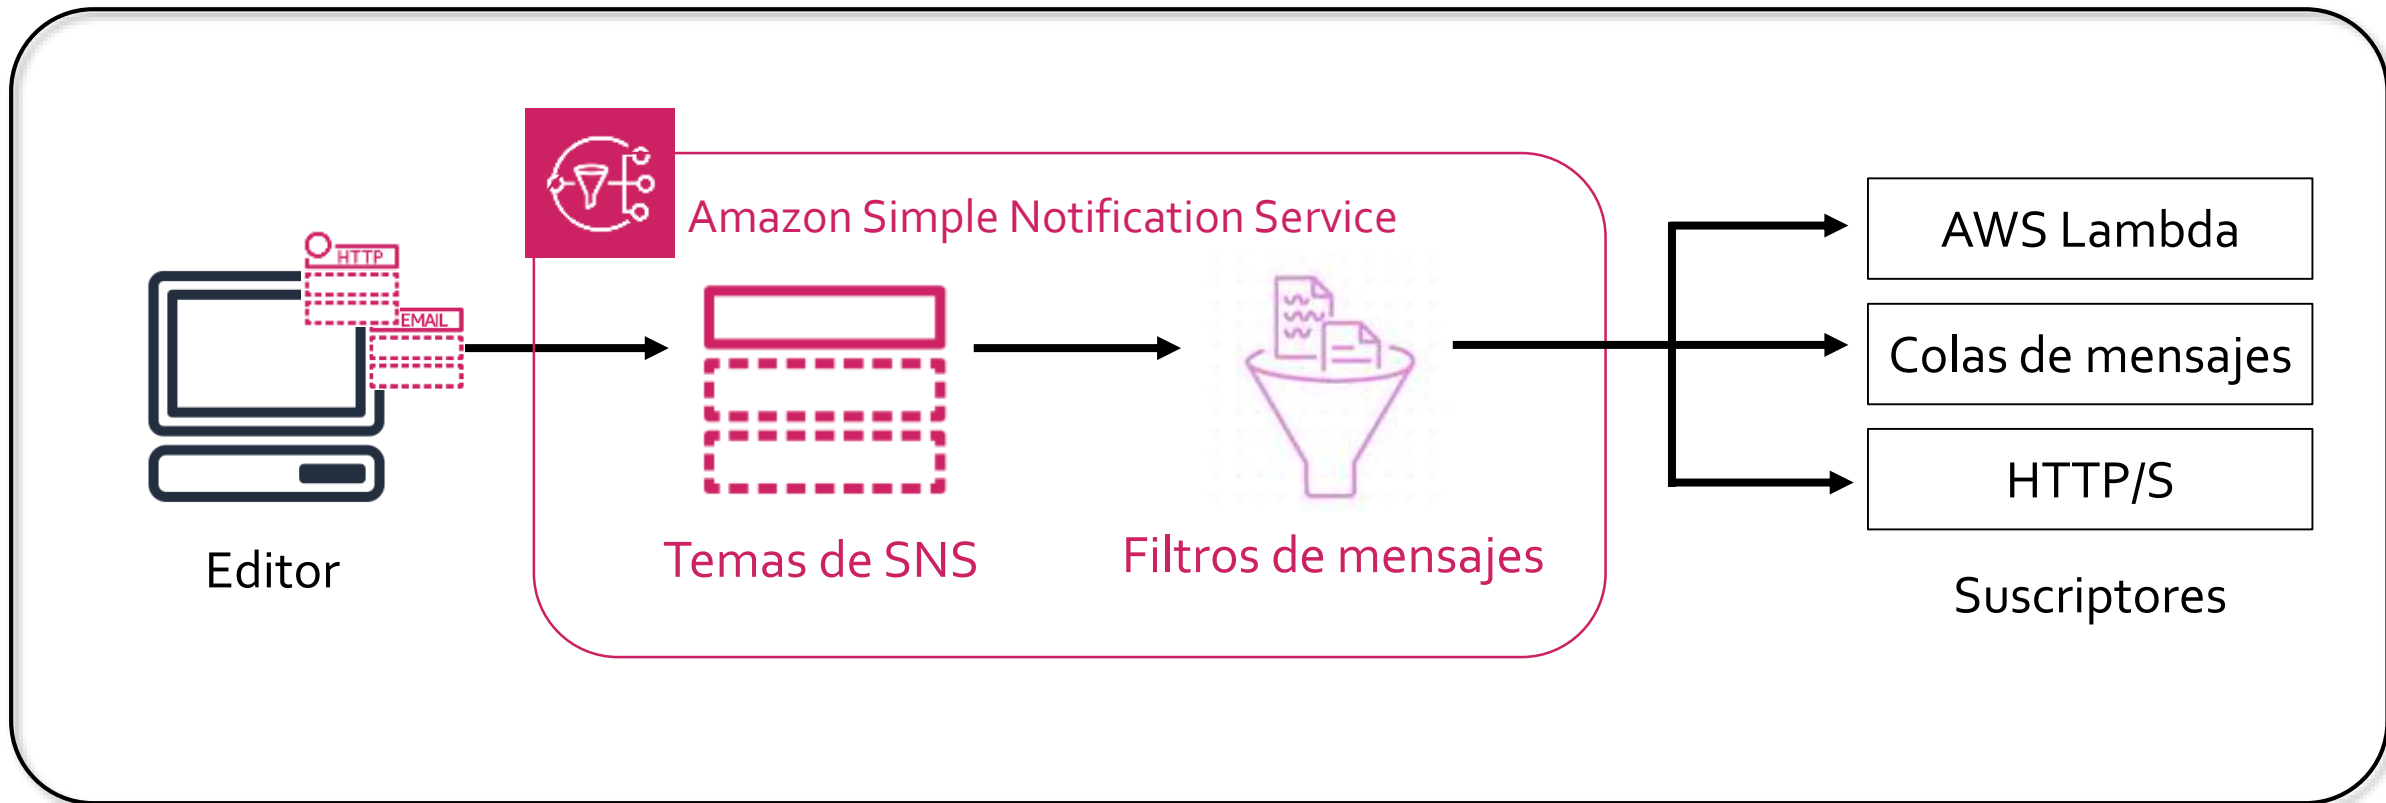 HTTP
EMAIL
Editor
Amazon Simple Notification Service
Temas de SNS
Filtros de mensajes
AWS Lambda
Colas de mensajes
HTTP/S
Suscriptores